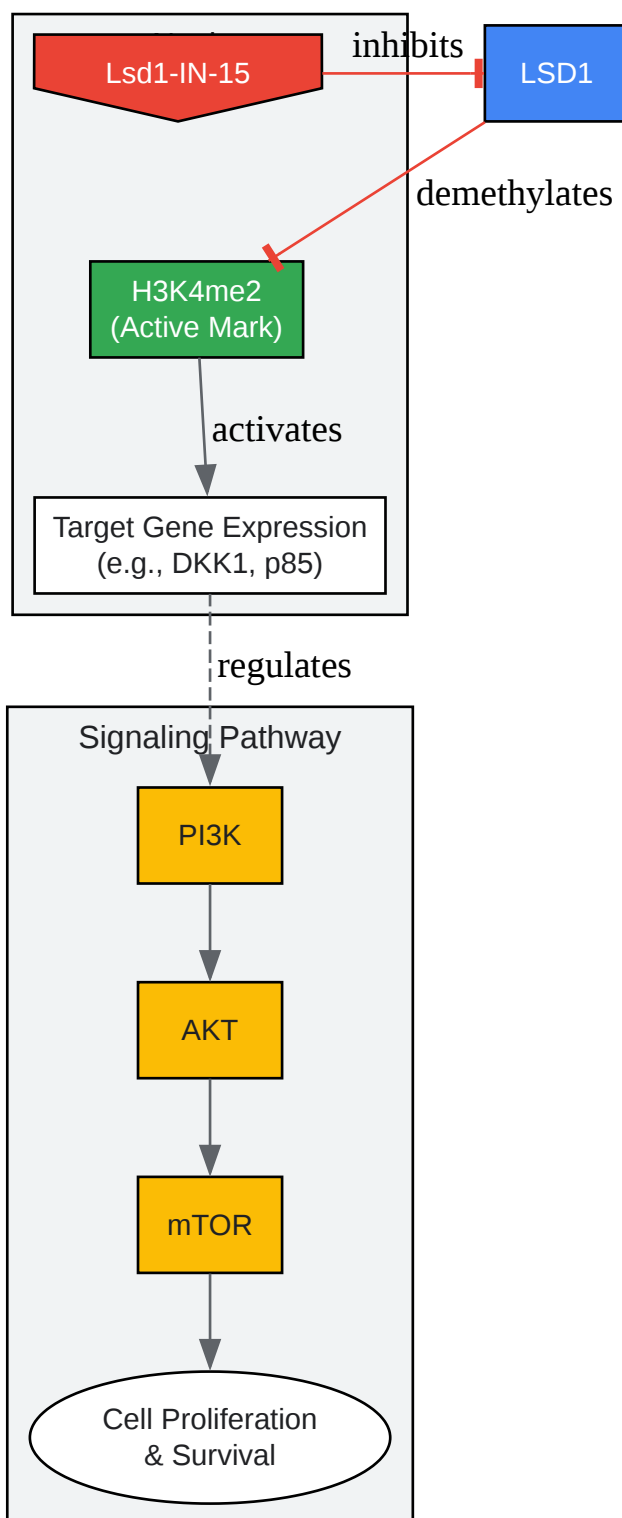 Lsd1-IN-15
inhibits
LSD1
demethylates
H3K4me2
(Active Mark)
activates
Target Gene Expression
(e.g., DKK1, p85)
regulates
Signaling Pathway
PI3K
AKT
mTOR
Cell Proliferation
& Survival